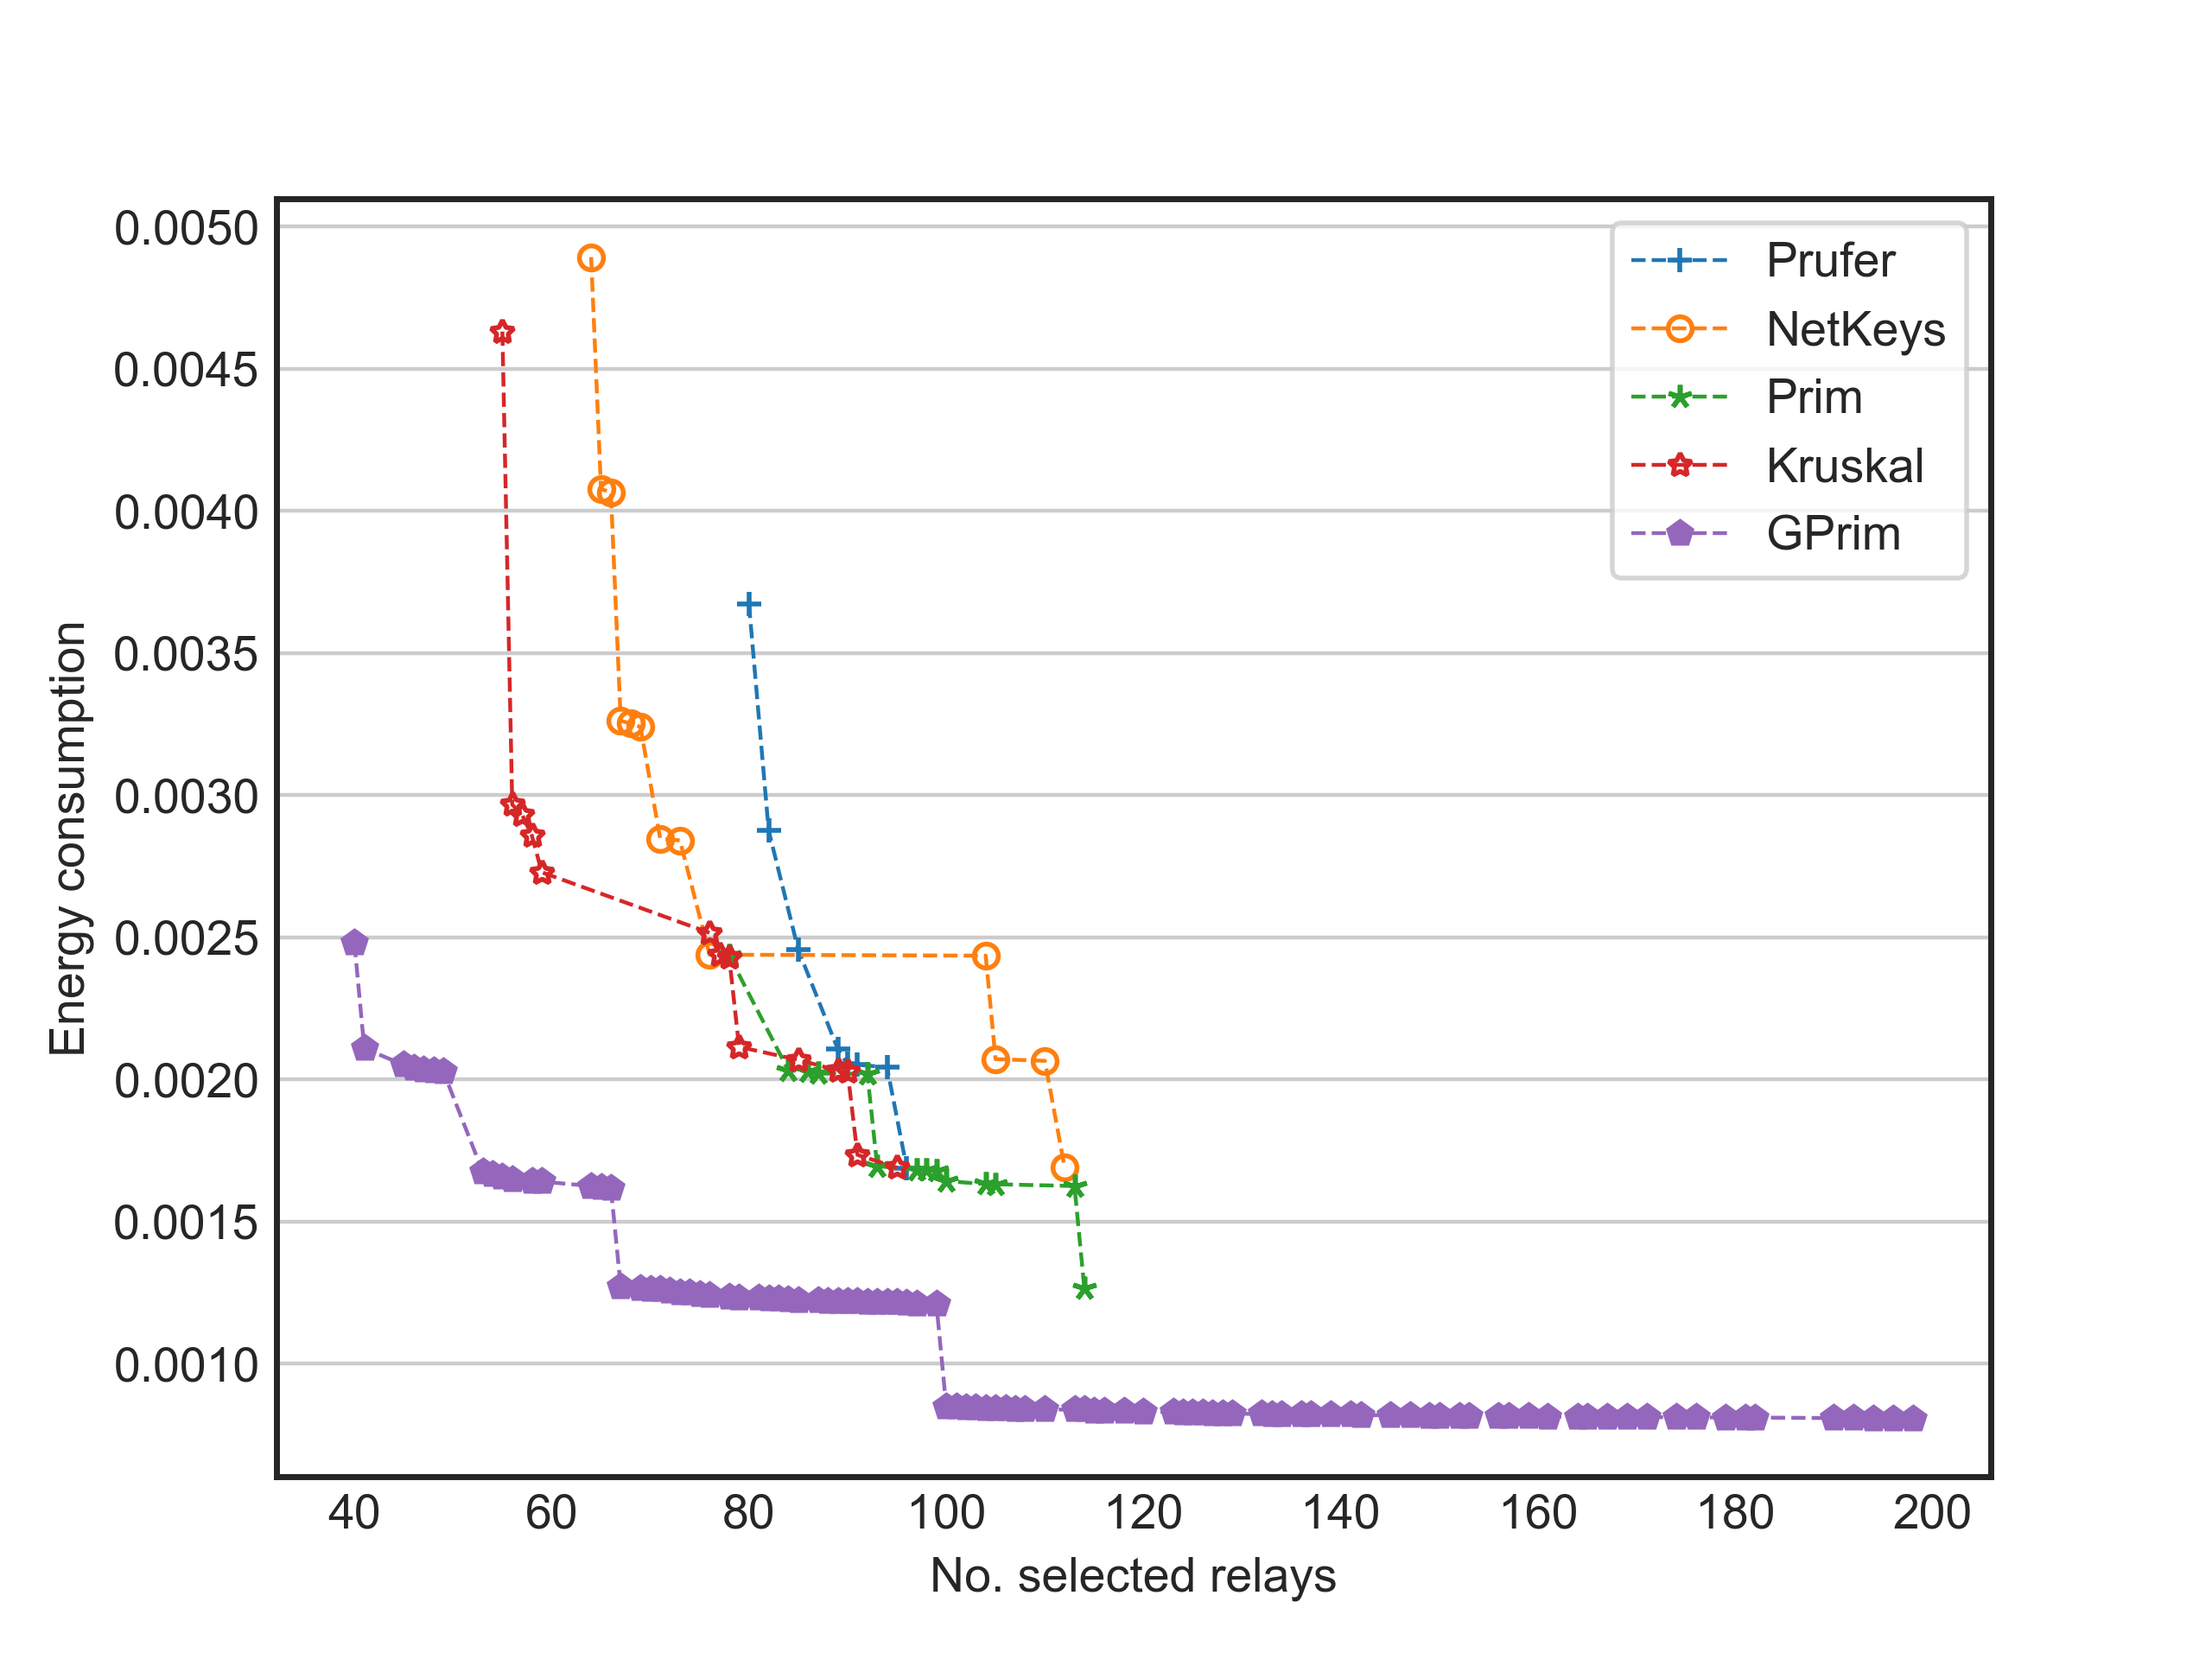 0.0050
0.0045
0.0040
0.0035
0.0030
0.0025
0.0020
0.0015
0.0010
Energy consumption
40 60 80 100 120 140 160 180 200
No. selected relays
Prufer
NetKeys
Prim
Kruskal
GPrim